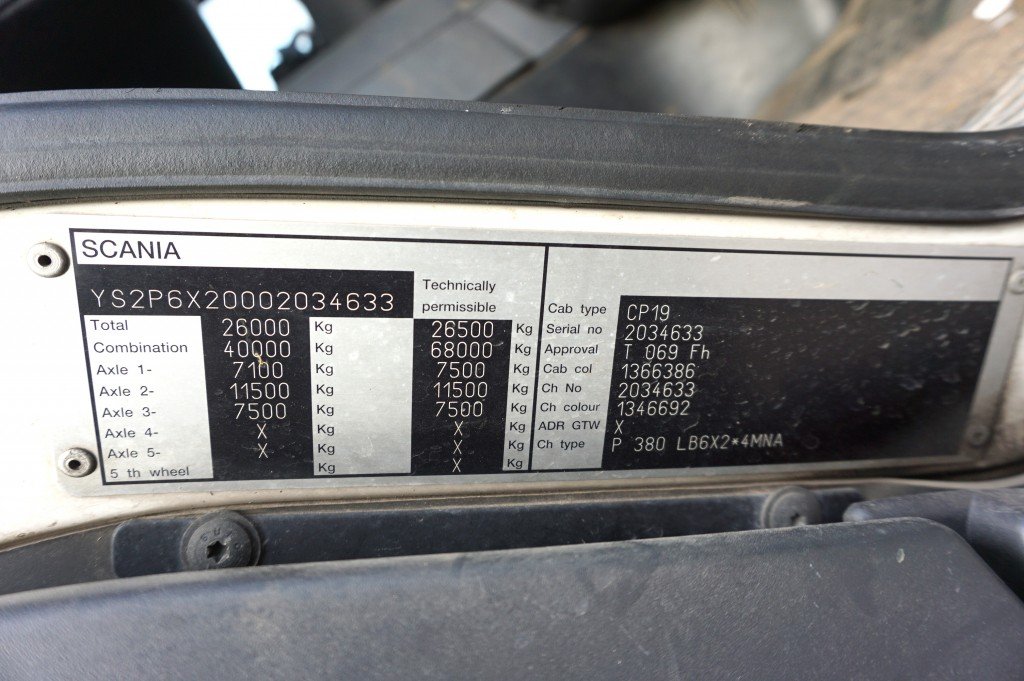 SCANIA
YS2P6X20002034633
Technically
permissible
Total 26000 Kg 26500 Kg
Combination 40000 Kg 68000 Kg
Axle 1- 7100 Kg 7500 Kg
Axle 2- 11500 Kg 11500 Kg
Axle 3- 7500 Kg 7500 Kg
Axle 4- X Kg X Kg
Axle 5- X Kg X Kg
5 th wheel Kg X Kg
Cab type CP19
Serial no 2034633
Approval T 069 Fh
Cab col 1366386
Ch No 2034633
Ch colour 1346692
ADR GTW X
Ch type P 380 LB6X2*4MNA